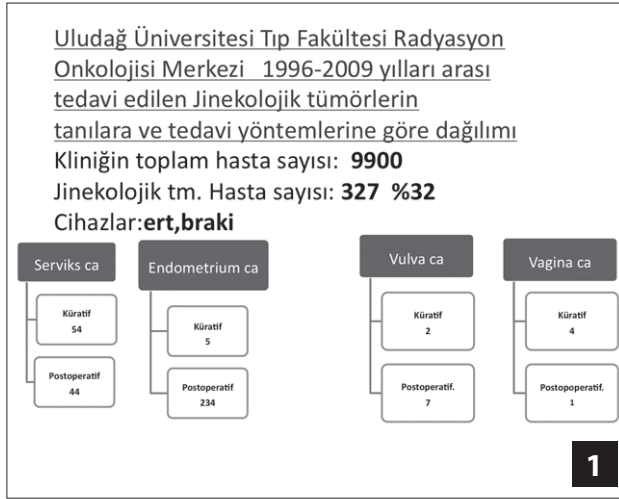 Uludağ Üniversitesi Tıp Fakültesi Radyasyon
Onkolojisi Merkezi 1996-2009 yılları arası
tedavi edilen Jinekolojik tümörlerin
tanılara ve tedavi yöntemlerine göre dağılımı
Kliniğin toplam hasta sayısı: 9900
Jinekolojik tm. Hasta sayısı: 327 %32
Cihazlar:ert,braki
Serviks ca
Küratif
54
Postoperatif
44
Endometrium ca
Küratif
5
Postoperatif
234
Vulva ca
Küratif
2
Postoperatif.
7
Vagina ca
Küratif
4
Postopoperatif.
1
1